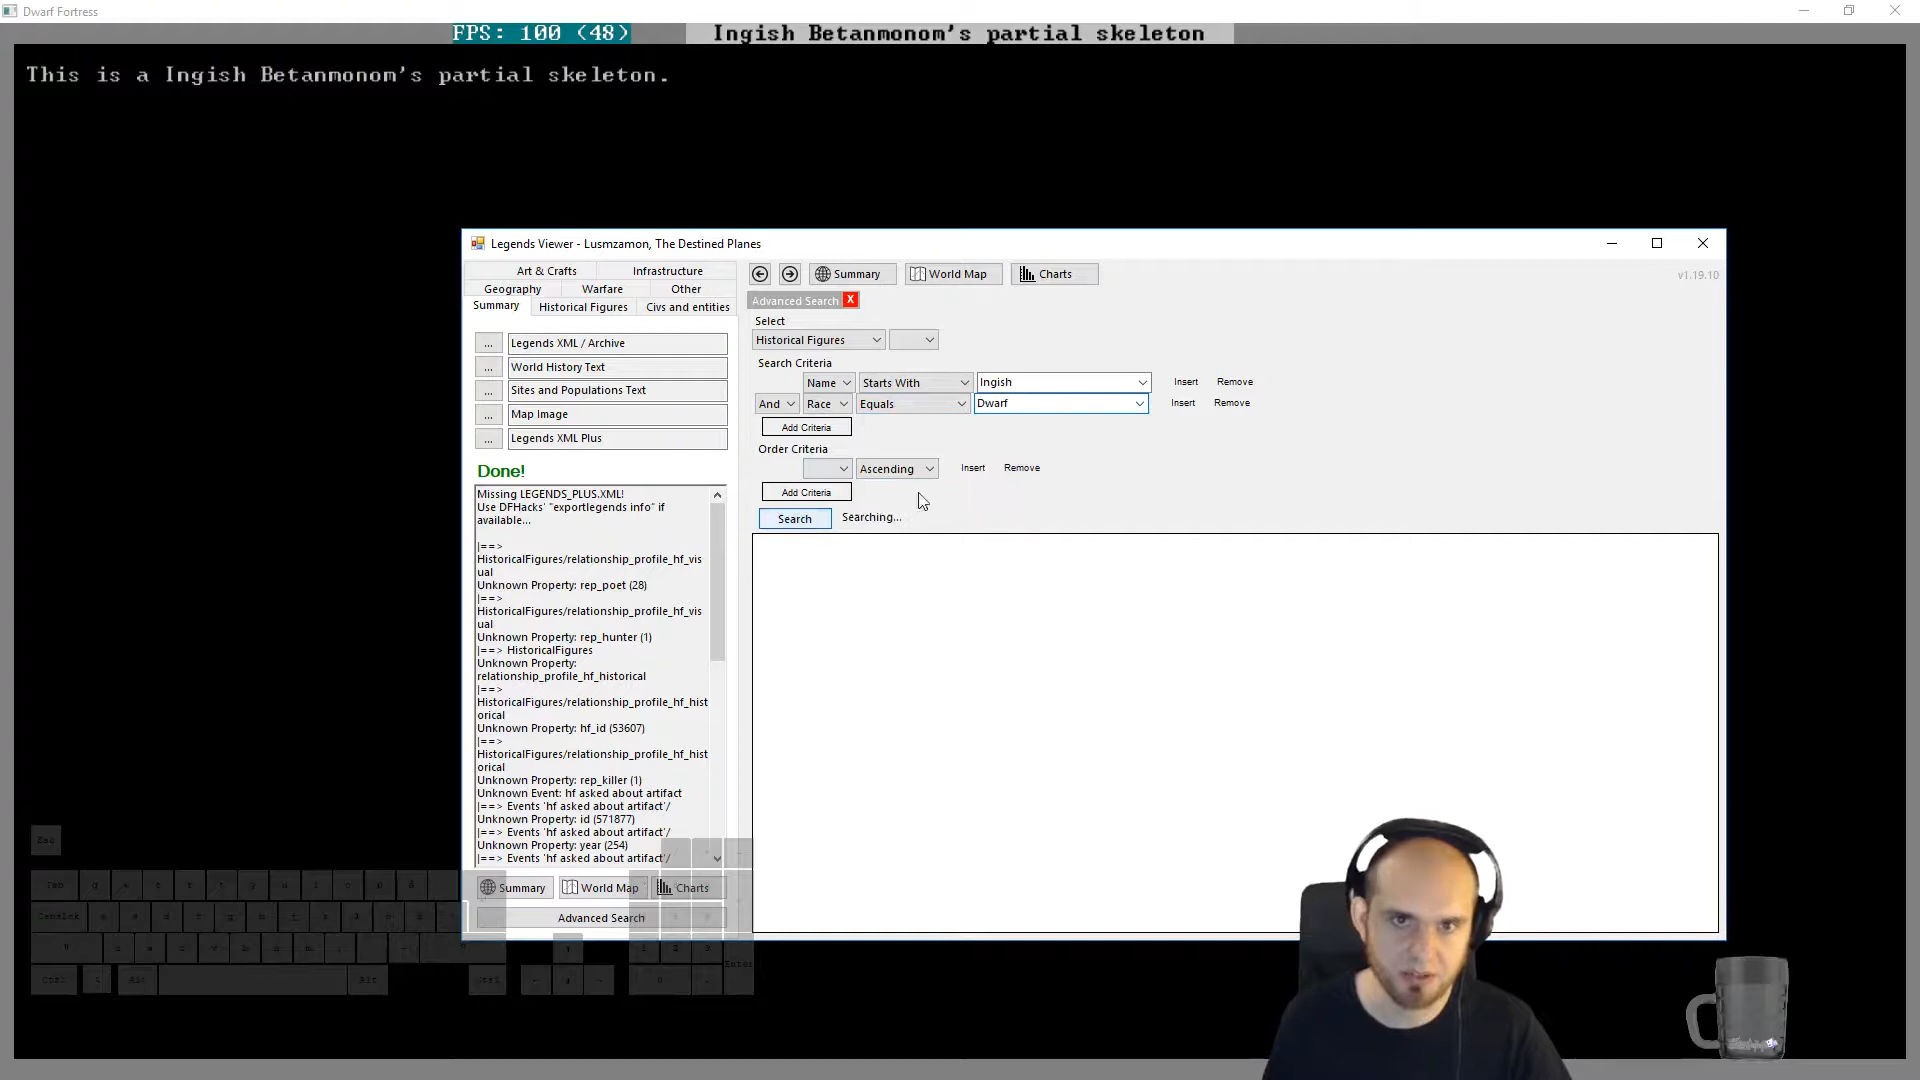 Dwarf Fortress
FPS: 100 (48)
Ingish Betanmonom's partial skeleton
This is a Ingish Betanmonom's partial skeleton.
Legends Viewer - Lusmzamon, The Destined Planes
Art & Crafts
Infrastructure
Geography
Warfare
Other
Summary
Historical Figures
Civs and entities
... Legends XML / Archive
... World History Text
... Sites and Populations Text
... Map Image
... Legends XML Plus
Done!
Missing LEGENDS_PLUS.XML!
Use DFHacks' "exportlegends info" if
available...
|==>
HistoricalFigures/relationship_profile_hf_vis
ual
Unknown Property: rep_poet (28)
|==>
HistoricalFigures/relationship_profile_hf_vis
ual
Unknown Property: rep_hunter (1)
|==> HistoricalFigures
Unknown Property:
relationship_profile_hf_historical
|==>
HistoricalFigures/relationship_profile_hf_hist
orical
Unknown Property: hf_id (53607)
|==>
HistoricalFigures/relationship_profile_hf_hist
orical
Unknown Property: rep_killer (1)
Unknown Event: hf asked about artifact
|==> Events 'hf asked about artifact'/
Unknown Property: id (571877)
|==> Events 'hf asked about artifact'/
Unknown Property: year (254)
|==> Events 'hf asked about artifact'/
Summary
World Map
Charts
Advanced Search
Summary
World Map
Charts
v1.19.10
Advanced Search X
Select
Historical Figures
Search Criteria
Name Starts With Ingish Insert Remove
And Race Equals Dwarf Insert Remove
Add Criteria
Order Criteria
Ascending Insert Remove
Add Criteria
Search Searching...
Esc
Tab
CapsLock
Ctrl
Alt
Alt
Ctrl
Enter